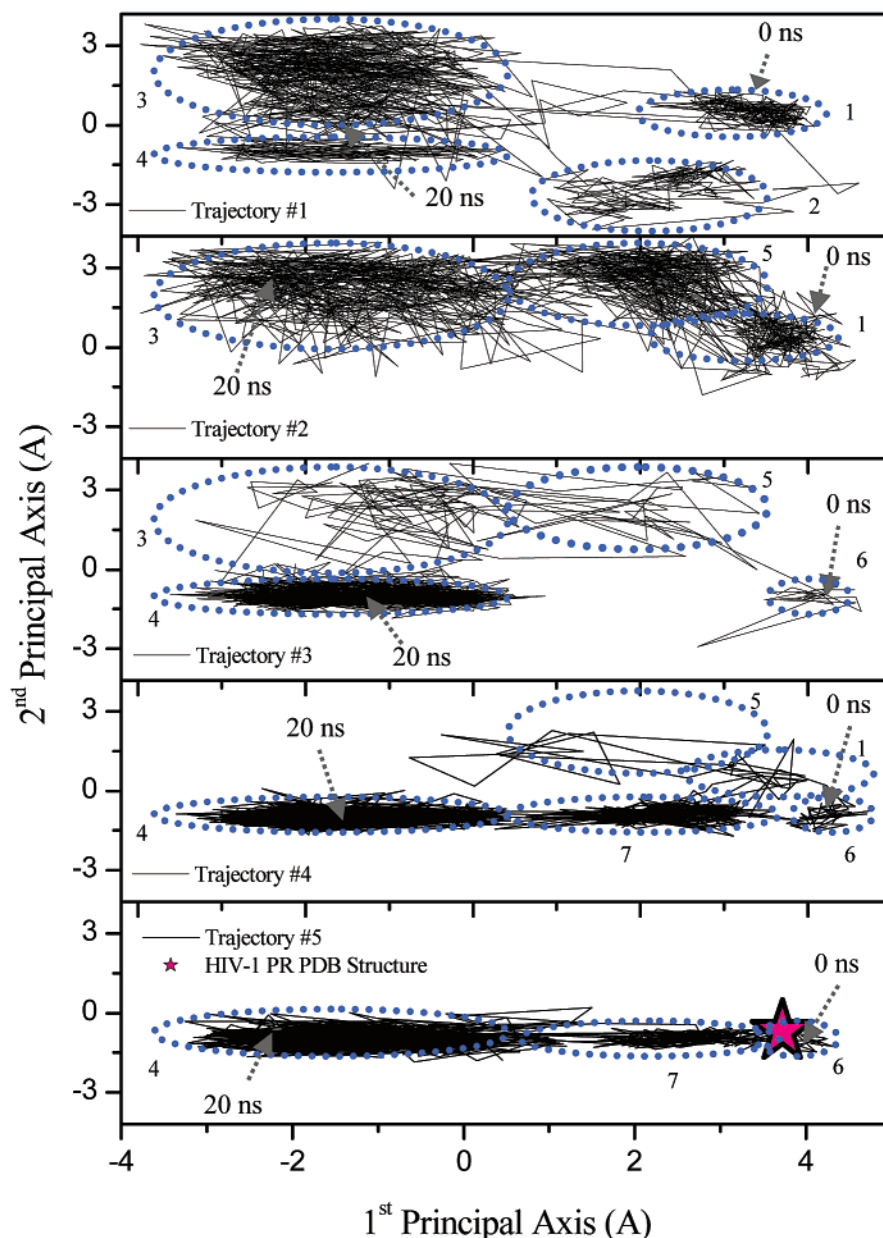 3
0
-3
0 ns
3
1
4
20 ns
2
Trajectory #1
3
0
-3
5
0 ns
3
1
20 ns
Trajectory #2
3
0
-3
5
0 ns
3
6
4
20 ns
Trajectory #3
3
0
-3
5
0 ns
20 ns
1
4
7
6
Trajectory #4
3
0
-3
Trajectory #5
HIV-1 PR PDB Structure
0 ns
4
7
6
20 ns
-4
-2
0
2
4
2nd Principal Axis (A)
1st Principal Axis (A)